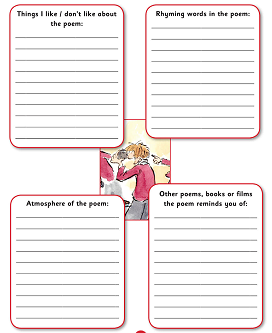 Things I like / don't like about
the poem:
Rhyming words in the poem:
Atmosphere of the poem:
Other poems, books or films
the poem reminds you of: